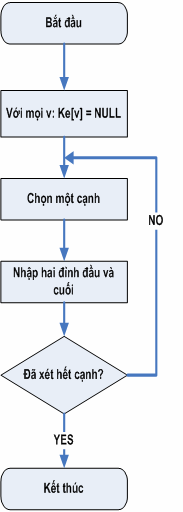 Bắt đầu
Với mọi v: Ke[v] = NULL
Chọn một cạnh
NO
Nhập hai đỉnh đầu và
cuối
Đã xét hết cạnh?
YES
Kết thúc